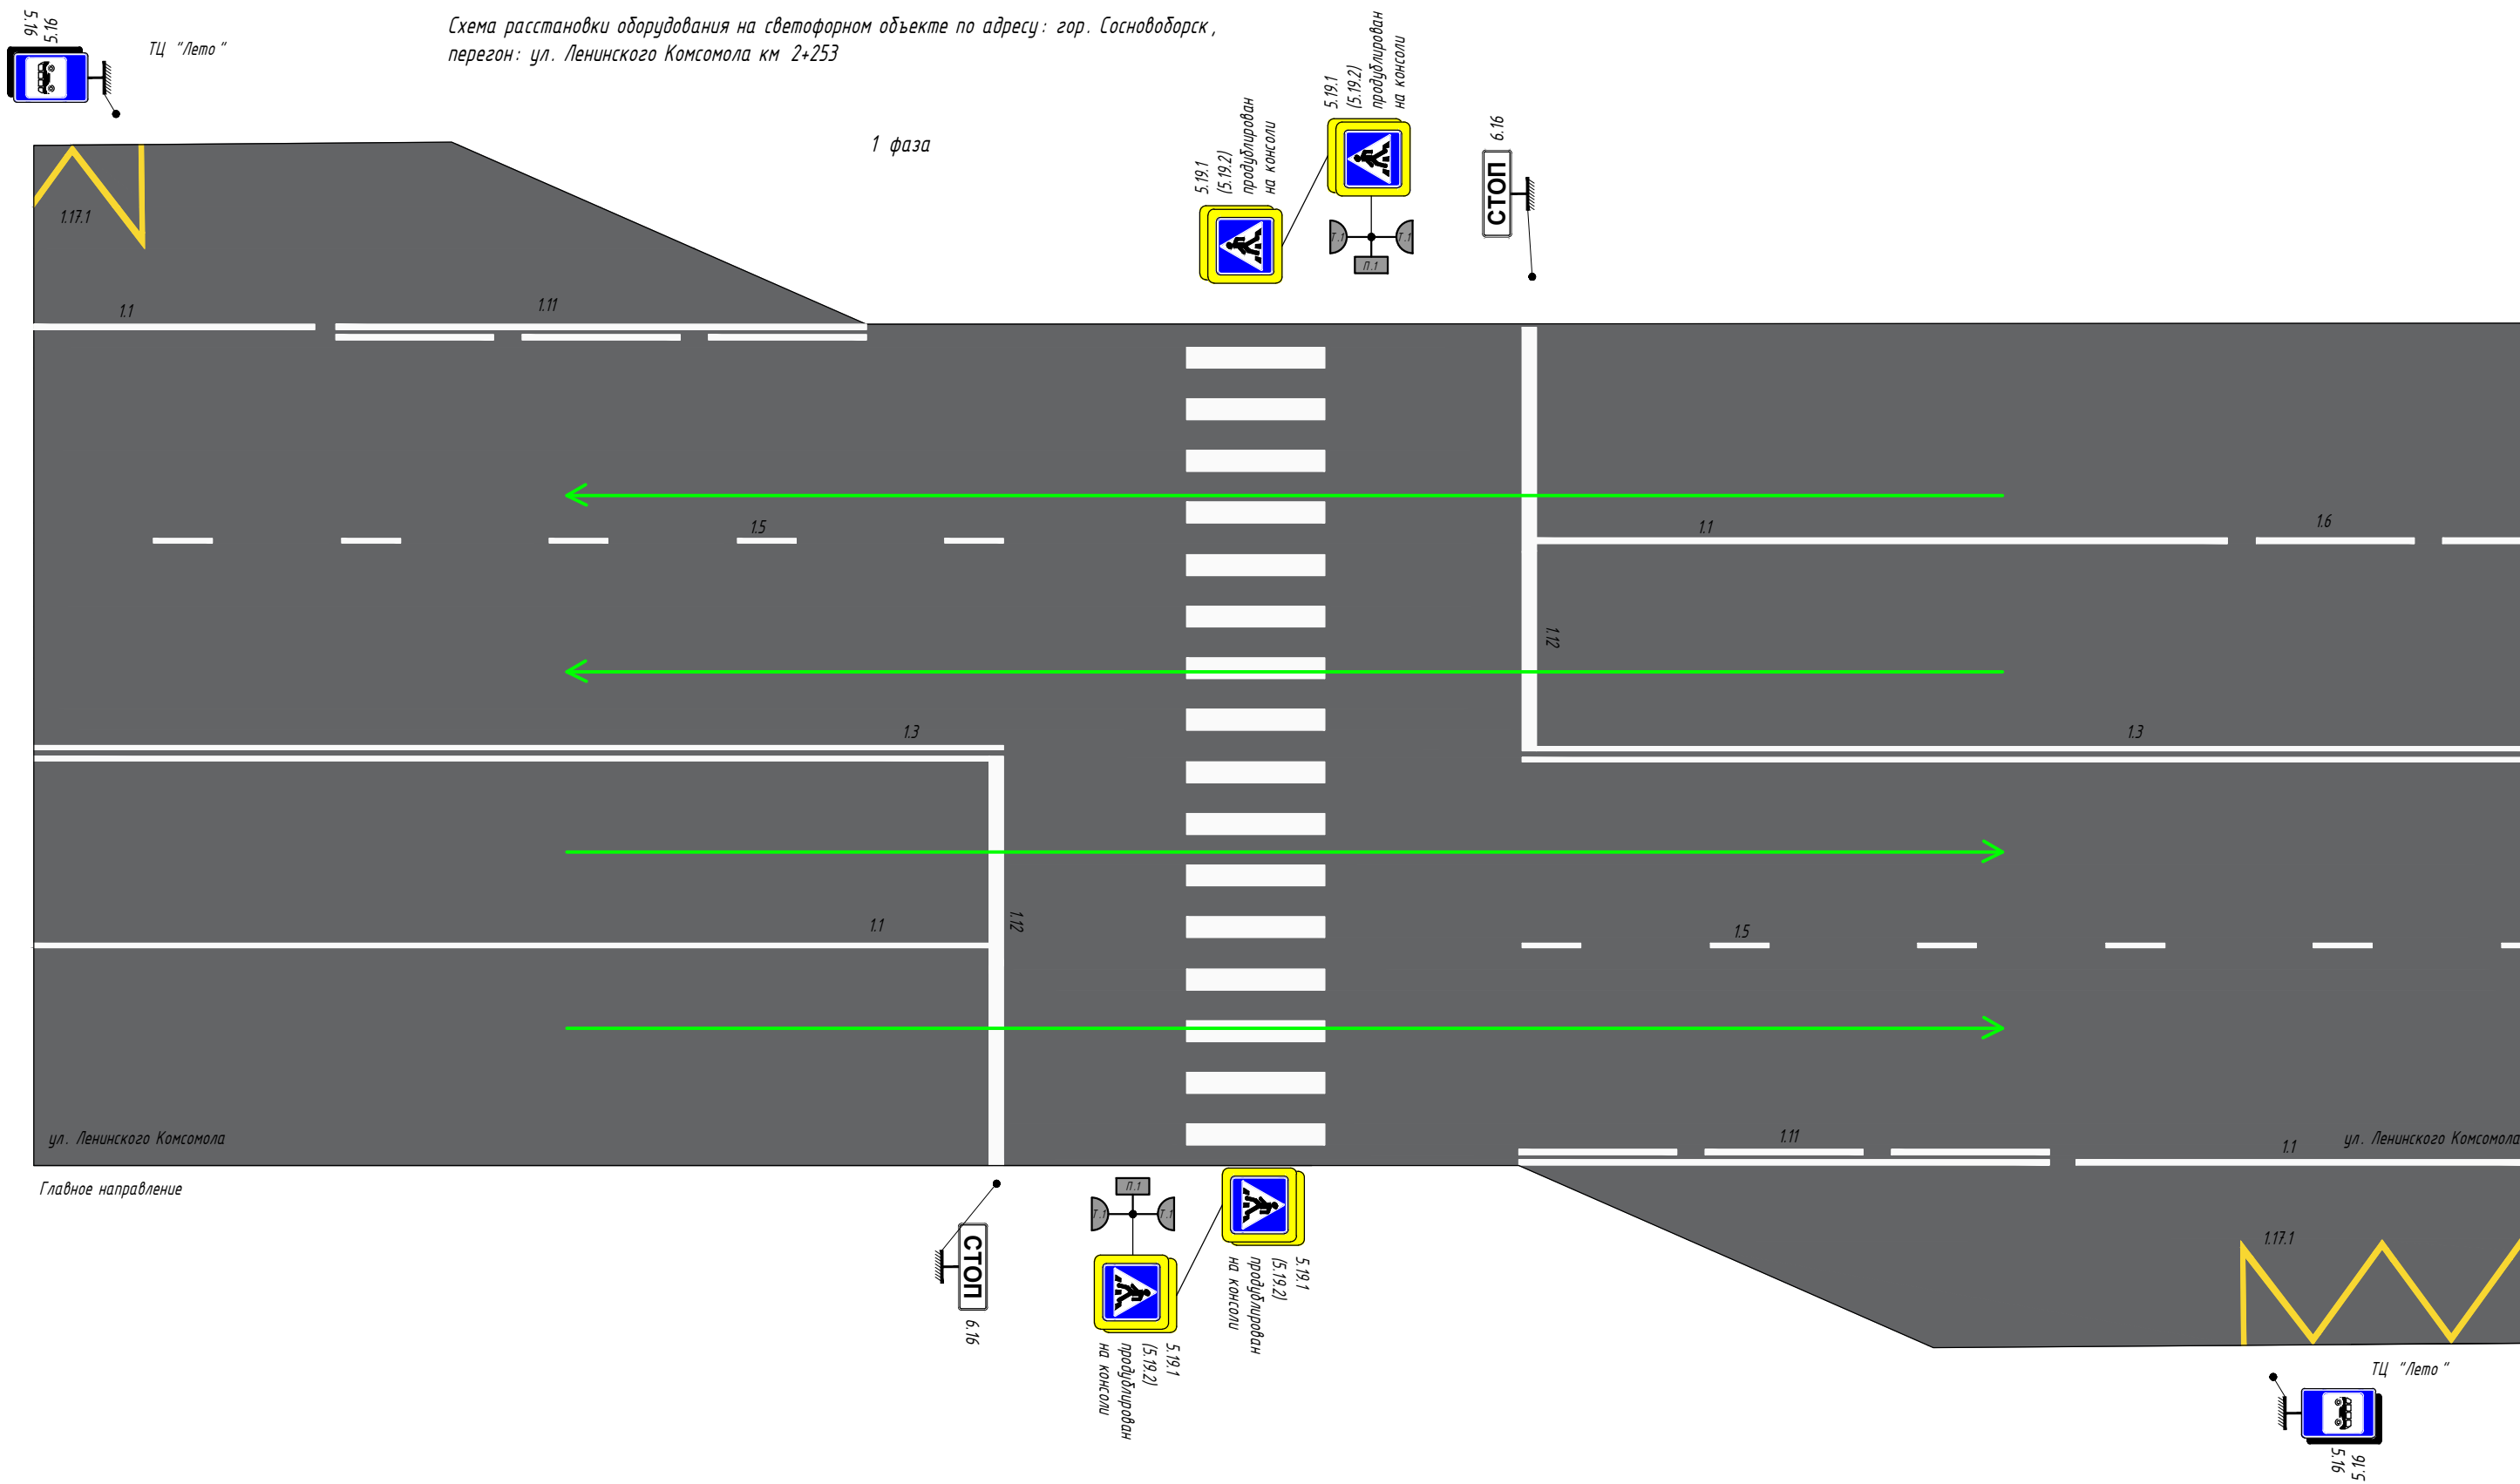 Схема расстановки оборудования на светофорном объекте по адресу: гор. Сосновоборск,
перегон: ул. Ленинского Комсомола км 2+253
5.16
5.16
ТЦ "Лето"
1 фаза
5.19.1
(5.19.2)
продублирован
на консоли
5.19.1
(5.19.2)
продублирован
на консоли
6.16
СТОП
Т.1
Т.1
П.1
1.17.1
1.1
1.11
1.5
1.1
1.6
1.12
1.3
1.3
1.1
1.12
1.5
ул. Ленинского Комсомола
1.11
1.1
ул. Ленинского Комсомола
Главное направление
П.1
Т.1
Т.1
СТОП
6.16
5.19.1
(5.19.2)
продублирован
на консоли
5.19.1
(5.19.2)
продублирован
на консоли
1.17.1
ТЦ "Лето"
5.16
5.16